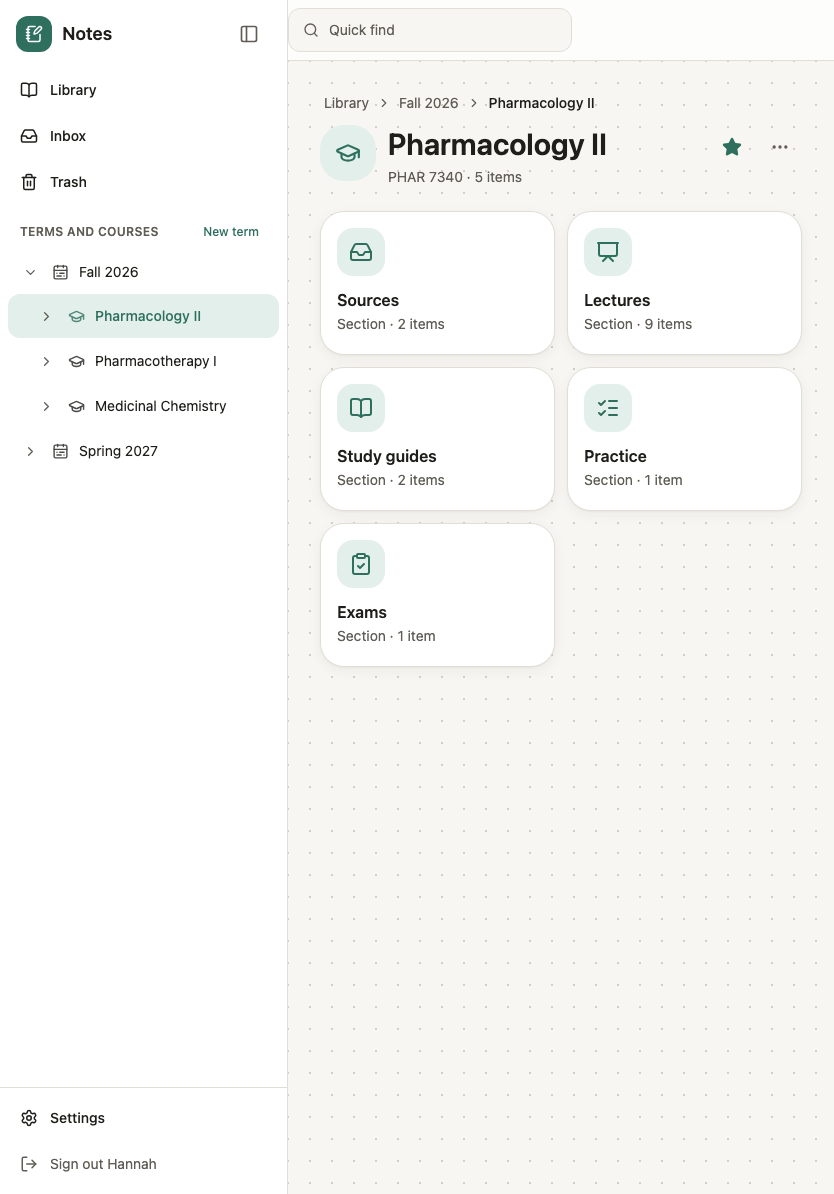 Notes
Library
Inbox
Trash
TERMS AND COURSES
New term
Fall 2026
Pharmacology II
Pharmacotherapy I
Medicinal Chemistry
Spring 2027
Settings
Sign out Hannah
Quick find
Library > Fall 2026 > Pharmacology II
Pharmacology II
PHAR 7340 · 5 items
Sources
Section · 2 items
Lectures
Section · 9 items
Study guides
Section · 2 items
Practice
Section · 1 item
Exams
Section · 1 item